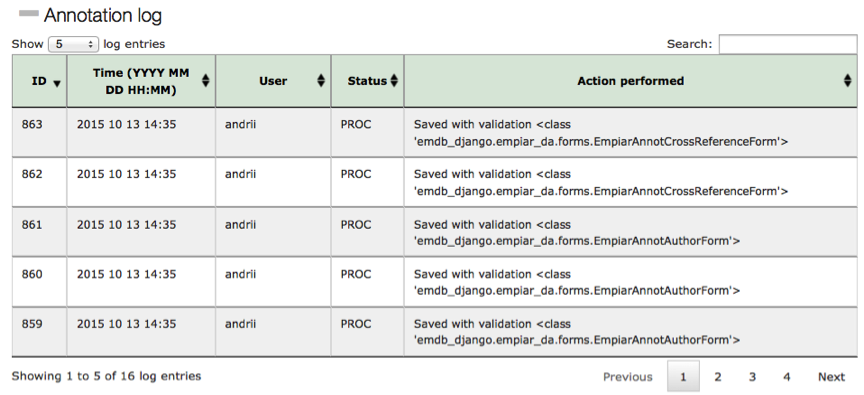 Annotation log
Show 5 log entries Search:
ID Time (YYYY MM DD HH:MM) User Status Action performed
863 2015 10 13 14:35 andrii PROC Saved with validation <class
'emdb_django.empiar_da.forms.EmpiarAnnotCrossReferenceForm'>
862 2015 10 13 14:35 andrii PROC Saved with validation <class
'emdb_django.empiar_da.forms.EmpiarAnnotCrossReferenceForm'>
861 2015 10 13 14:35 andrii PROC Saved with validation <class
'emdb_django.empiar_da.forms.EmpiarAnnotAuthorForm'>
860 2015 10 13 14:35 andrii PROC Saved with validation <class
'emdb_django.empiar_da.forms.EmpiarAnnotAuthorForm'>
859 2015 10 13 14:35 andrii PROC Saved with validation <class
'emdb_django.empiar_da.forms.EmpiarAnnotAuthorForm'>
Showing 1 to 5 of 16 log entries Previous 1 2 3 4 Next